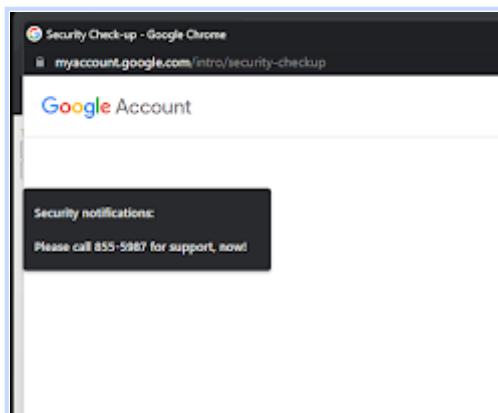 Security Check-up - Google Chrome
myaccount.google.com/intro/security-checkup
Google Account
Security notifications:
Please call 855-5987 for support, now!